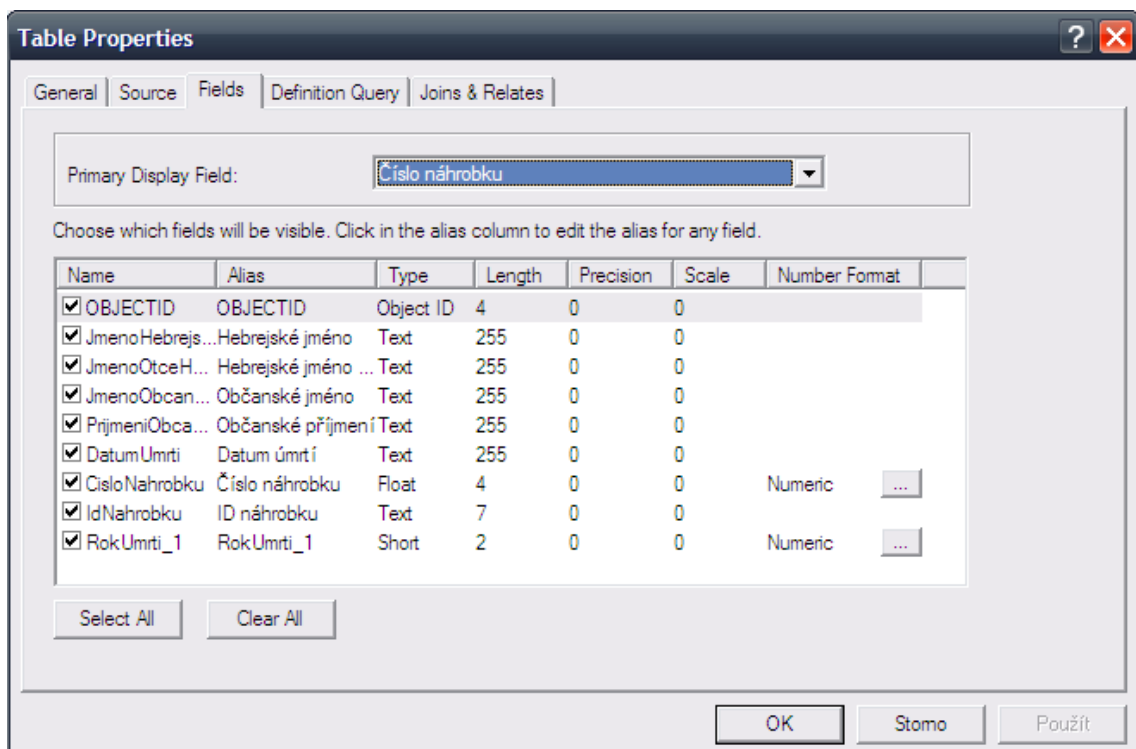 Table Properties
General Source Fields Definition Query Joins & Relates
Primary Display Field: Číslo náhrobku
Choose which fields will be visible. Click in the alias column to edit the alias for any field.
Name Alias Type Length Precision Scale Number Format
OBJECTID OBJECTID Object ID 4 0 0
JmenoHebrejs... Hebrejské jméno Text 255 0 0
JmenoOtceH... Hebrejské jméno ... Text 255 0 0
JmenoObcan... Občanské jméno Text 255 0 0
PrijmeniObca... Občanské příjmení Text 255 0 0
DatumUmrti Datum úmrtí Text 255 0 0
CisloNahrobku Číslo náhrobku Float 4 0 0 Numeric ...
IdNahrobku ID náhrobku Text 7 0 0
RokUmrti_1 RokUmrti_1 Short 2 0 0 Numeric ...
Select All Clear All
OK Storno Použít